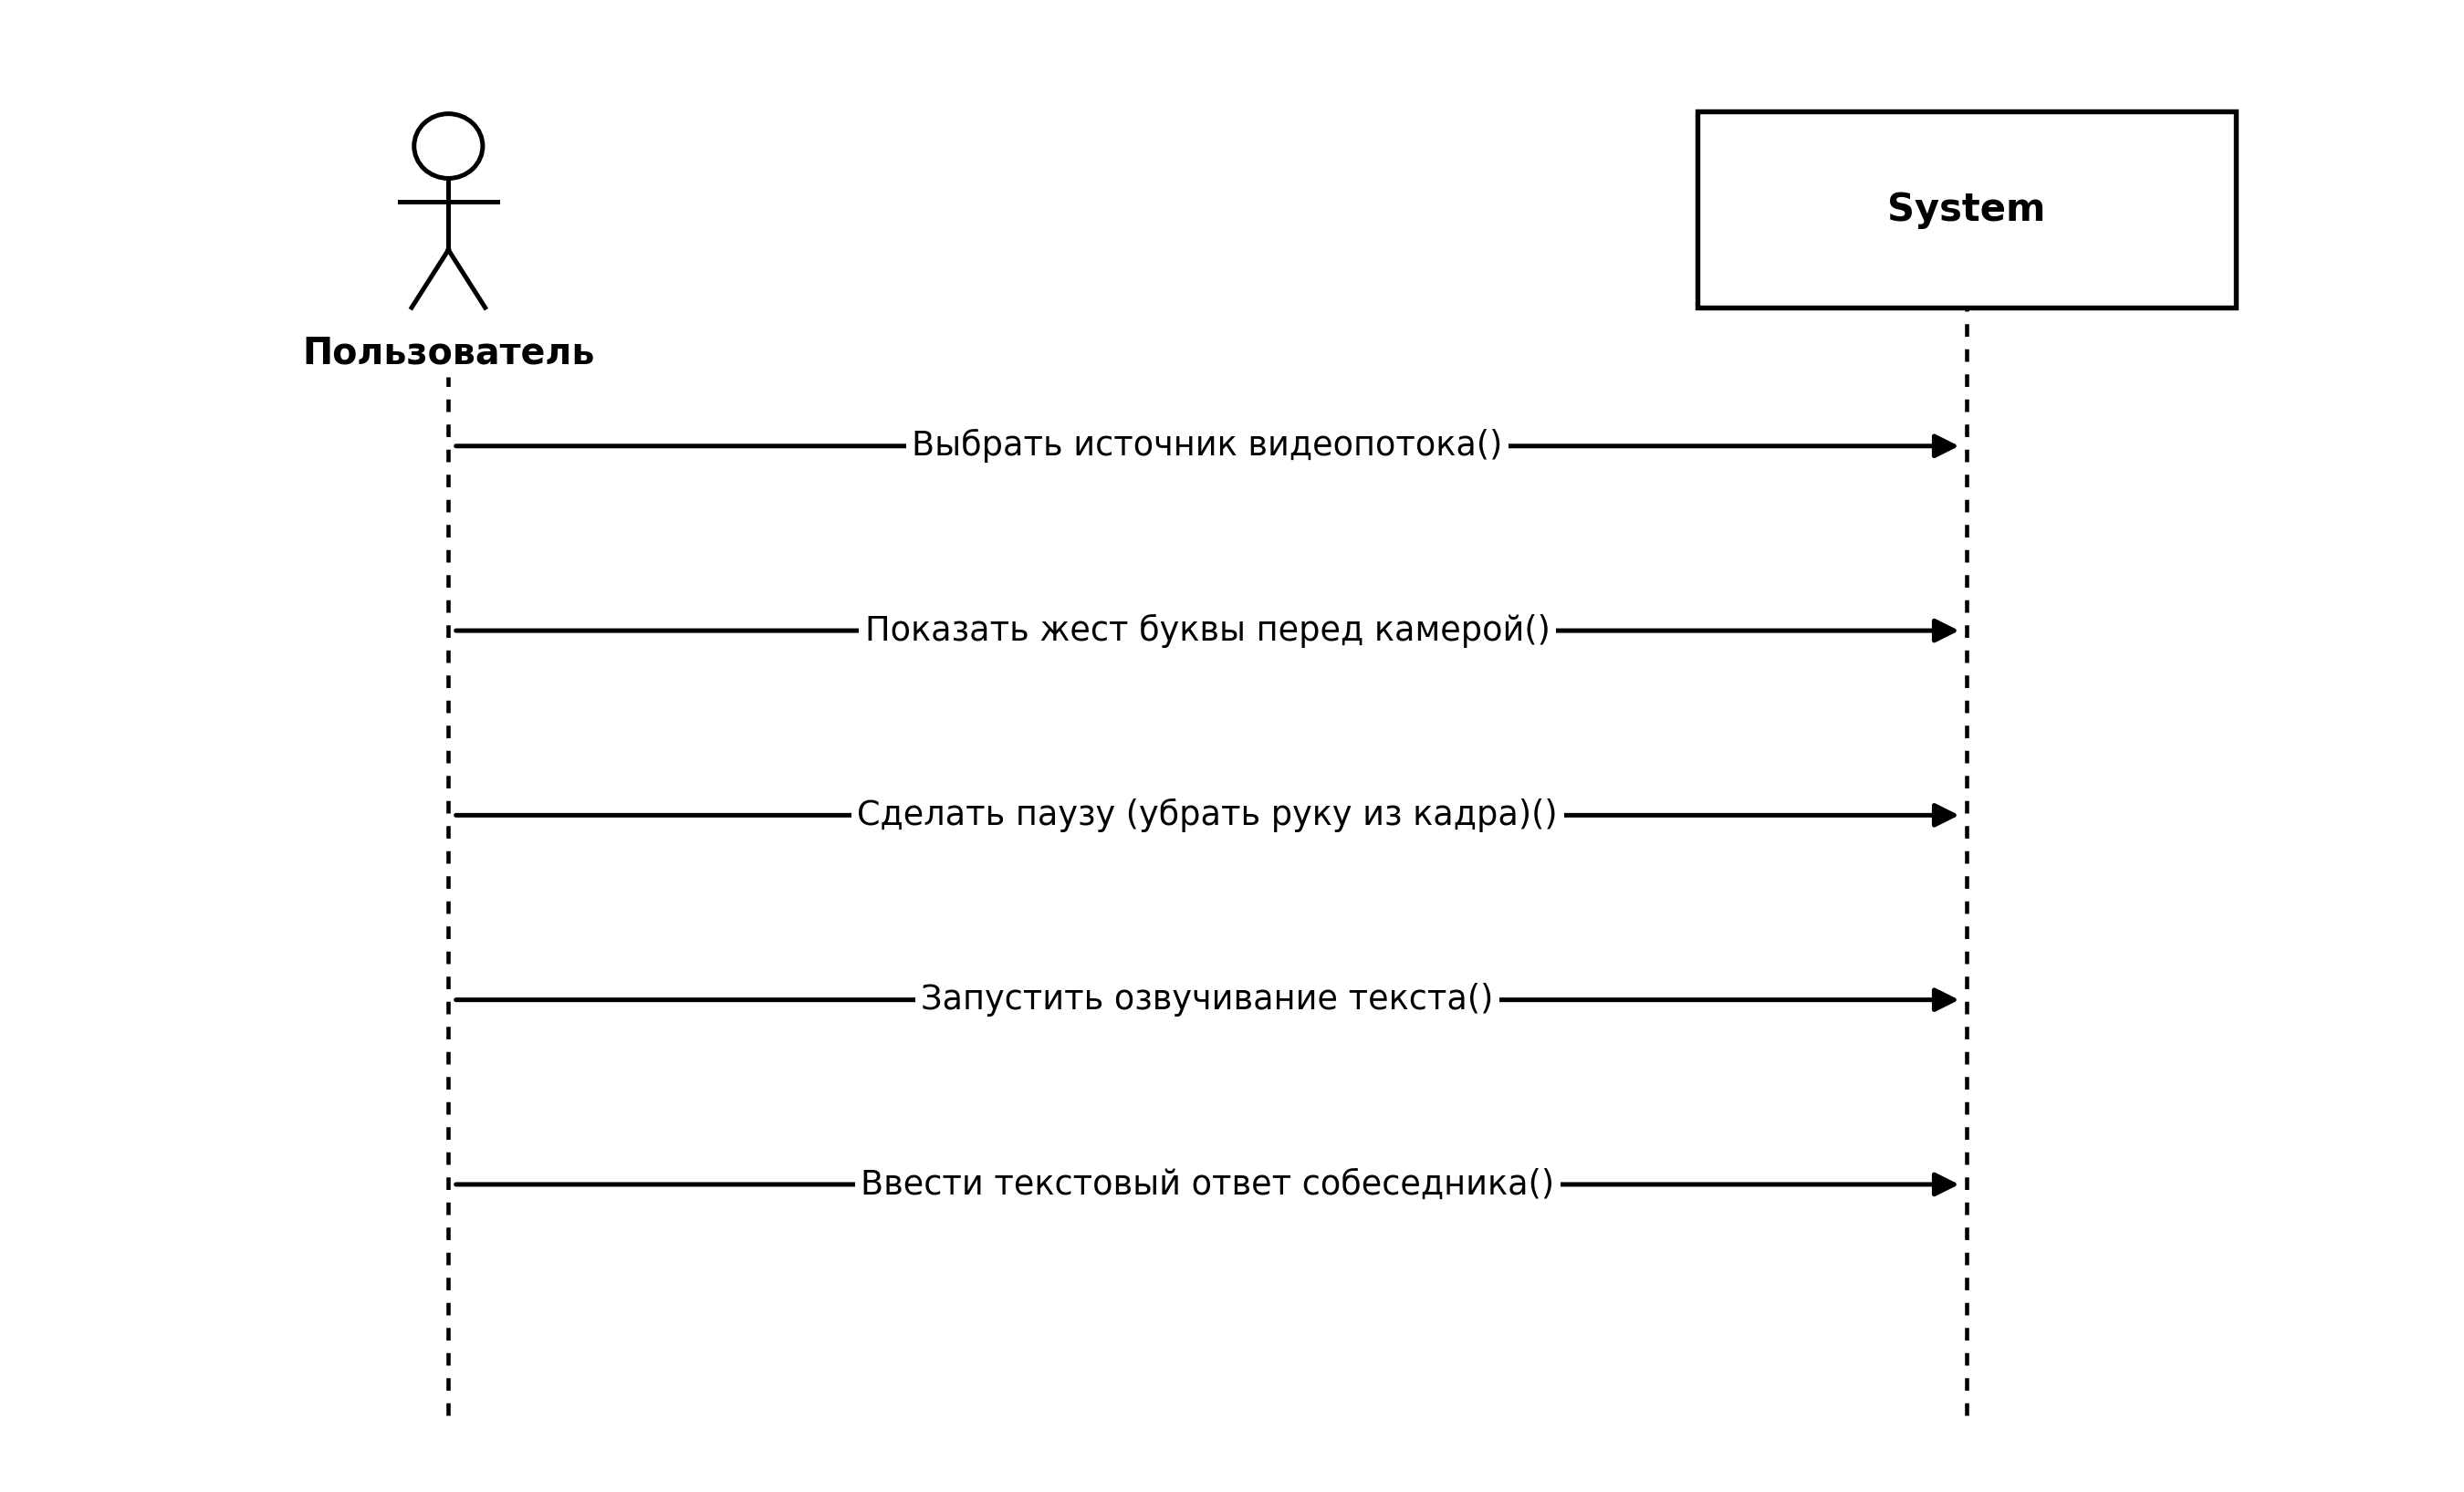 System
Пользователь
Выбрать источник видеопотока()
Показать жест буквы перед камерой()
Сделать паузу (убрать руку из кадра)()
Запустить озвучивание текста()
Ввести текстовый ответ собеседника()